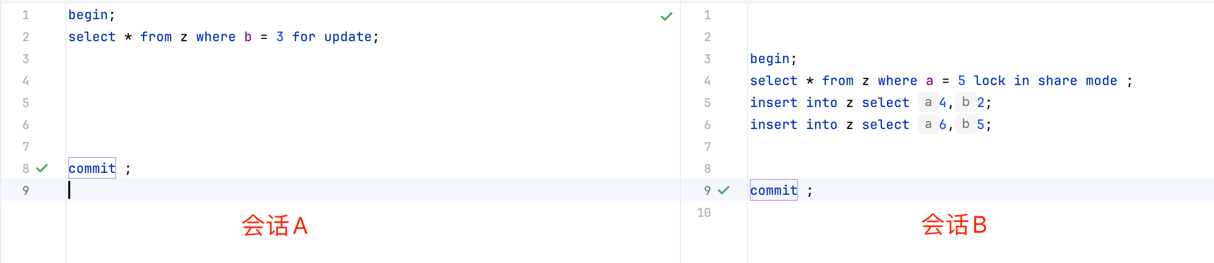 1 begin;
2 select * from z where b = 3 for update;
3
4
5
6
7
8 commit ;
9
会话A
1
2
3 begin;
4 select * from z where a = 5 lock in share mode ;
5 insert into z select a 4, b 2;
6 insert into z select a 6, b 5;
7
8
9 commit ;
10
会话B